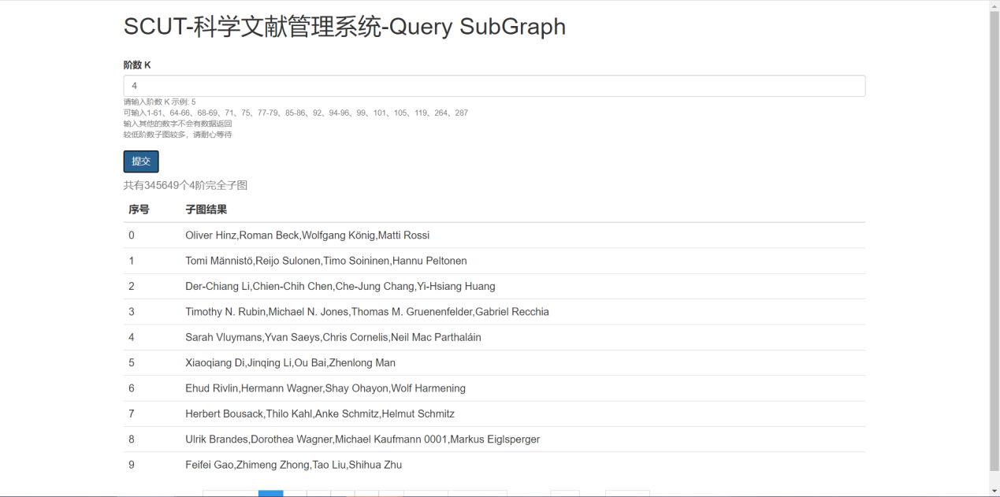 SCUT-科学文献管理系统-Query SubGraph
阶数 K
4
请输入阶数 K 示例: 5
可输入1-61、64-66、68-69、71、75、77-79、85-86、92、94-96、99、101、105、119、264、287
输入其他的数字不会有数据返回
较低阶数子图较多，请耐心等待
提交
共有345649个4阶完全子图
序号 子图结果
0 Oliver Hinz,Roman Beck,Wolfgang König,Matti Rossi
1 Tomi Männistö,Reijo Sulonen,Timo Soininen,Hannu Peltonen
2 Der-Chiang Li,Chien-Chih Chen,Che-Jung Chang,Yi-Hsiang Huang
3 Timothy N. Rubin,Michael N. Jones,Thomas M. Gruenenfelder,Gabriel Recchia
4 Sarah Vluymans,Yvan Saeys,Chris Cornelis,Neil Mac Parthaláin
5 Xiaoqiang Di,Jinqing Li,Ou Bai,Zhenlong Man
6 Ehud Rivlin,Hermann Wagner,Shay Ohayon,Wolf Harmening
7 Herbert Bousack,Thilo Kahl,Anke Schmitz,Helmut Schmitz
8 Ulrik Brandes,Dorothea Wagner,Michael Kaufmann 0001,Markus Eiglsperger
9 Feifei Gao,Zhimeng Zhong,Tao Liu,Shihua Zhu